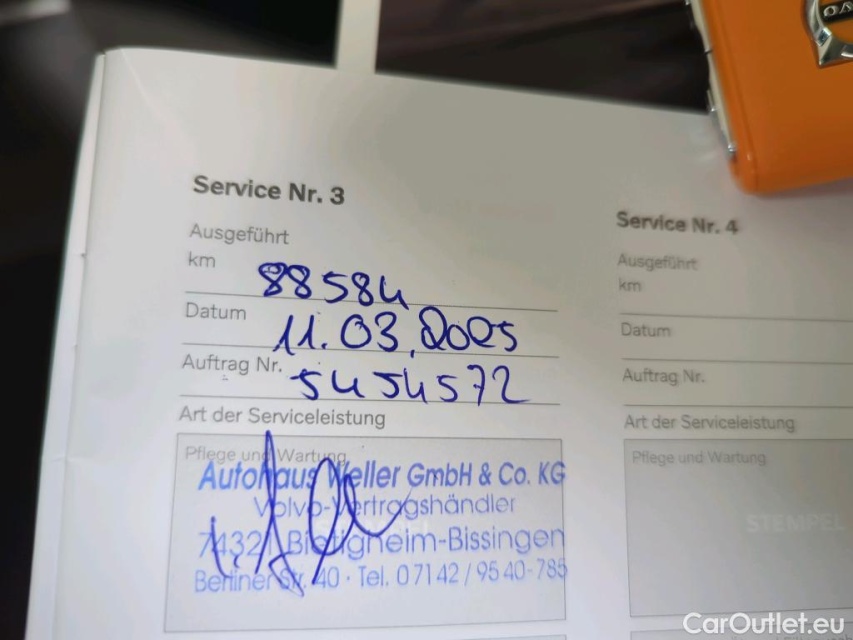 Service Nr. 3
Ausgeführt
km 88584
Datum 11.03.2025
Auftrag Nr. 5454572
Art der Serviceleistung
Pflege und Wartung
Autohaus Weller GmbH & Co. KG
Volvo-Vertragshändler
74321 Bietigheim-Bissingen
Berliner Str. 40 · Tel. 07142/9540-785
Service Nr. 4
Ausgeführt
km
Datum
Auftrag Nr.
Art der Serviceleistung
Pflege und Wartung
STEMPEL
CarOutlet.eu